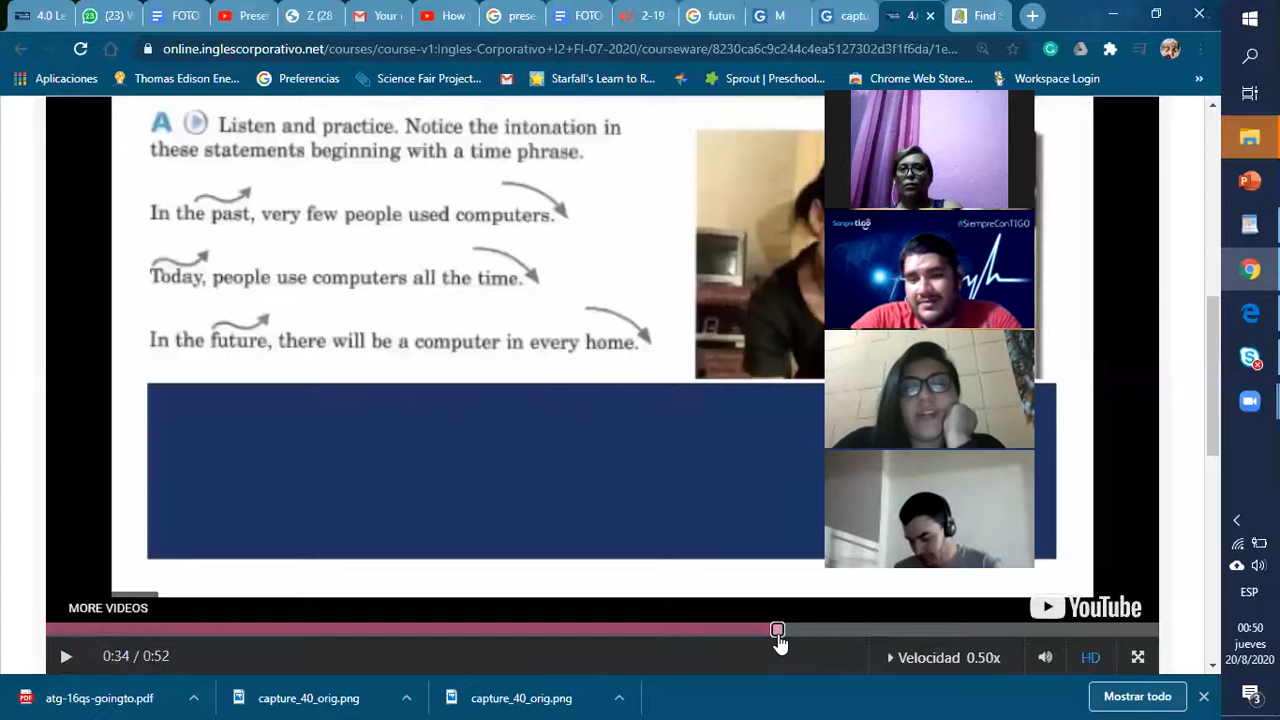 4.0 Le
(23) W
FOTO
Preser
Z (28
Your r
How
prese
FOTO
2-19
futur
M
captu
4.0
Find S
online.inglescorporativo.net/courses/course-v1:Ingles-Corporativo+I2+FI-07-2020/courseware/8230ca6c9c244c4ea5127302d3f1f6da/1e...
Aplicaciones
Thomas Edison Ene...
Preferencias
Science Fair Project...
Starfall's Learn to R...
Sprout | Preschool...
Chrome Web Store...
Workspace Login
»
A Listen and practice. Notice the intonation in
these statements beginning with a time phrase.
In the past, very few people used computers.
Today, people use computers all the time.
In the future, there will be a computer in every home.
Sangre tigo
#SiempreConTIGO
MORE VIDEOS
YouTube
0:34 / 0:52
Velocidad 0.50x
HD
ESP
00:50
jueves
20/8/2020
3
atg-16qs-goingto.pdf
capture_40_orig.png
capture_40_orig.png
Mostrar todo